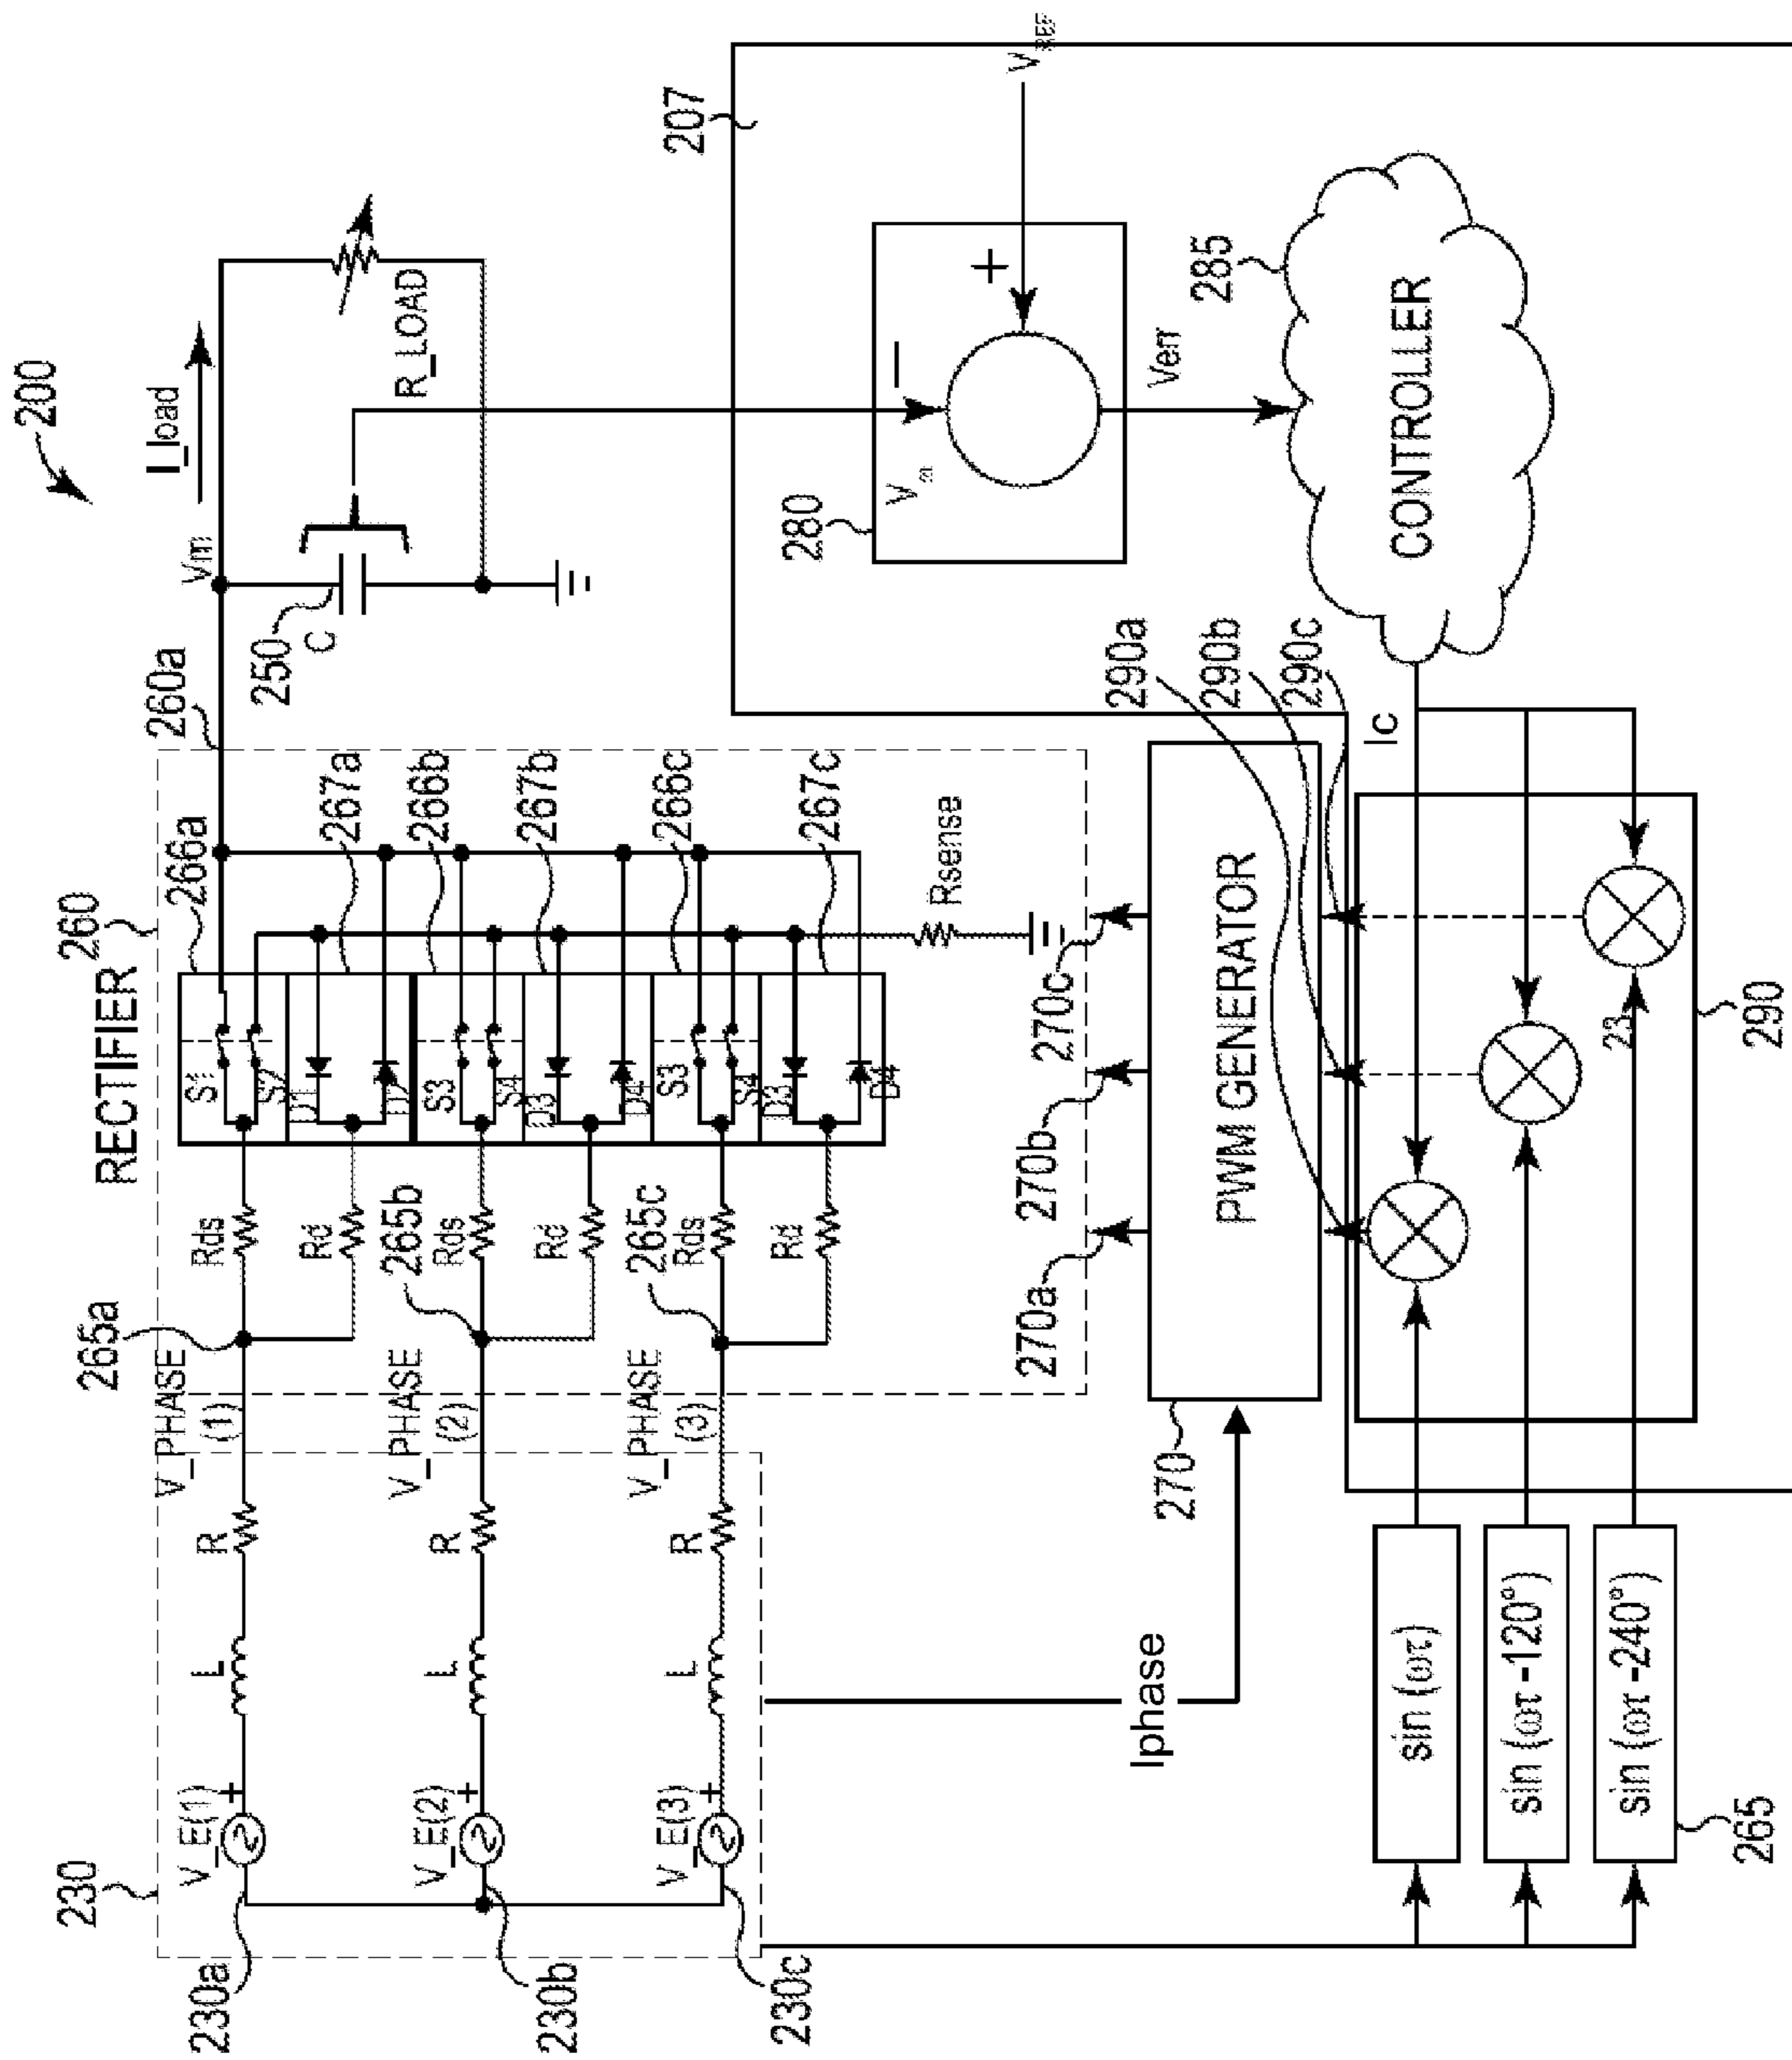 200
230
230a
230b
230c
V_E(1)
+
V_E(2)
+
V_E(3)
+
L
L
L
R
R
R
V_PHASE
(1)
V_PHASE
(2)
V_PHASE
(3)
265a
265b
265c
Rds
Rd
Rds
Rd
Rds
Rd
RECTIFIER
260
S1
S2
D1
D2
S3
S4
D3
D4
S3
S4
D3
D4
266a
267a
266b
267b
266c
267c
Rsense
260a
250
C
Vm
I_load
R_LOAD
207
280
Vm
−
+
VREF
Verr
285
CONTROLLER
Iphase
270
PWM GENERATOR
270a
270b
270c
290a
290b
290c
Ic
23
290
sin (ωτ)
sin (ωτ -120°)
sin (ωτ -240°)
265